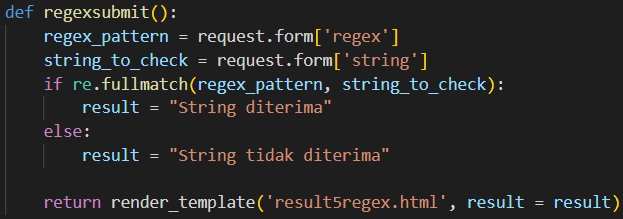 def regexsubmit():
    regex_pattern = request.form['regex']
    string_to_check = request.form['string']
    if re.fullmatch(regex_pattern, string_to_check):
        result = "String diterima"
    else:
        result = "String tidak diterima"
    return render_template('result5regex.html', result = result)